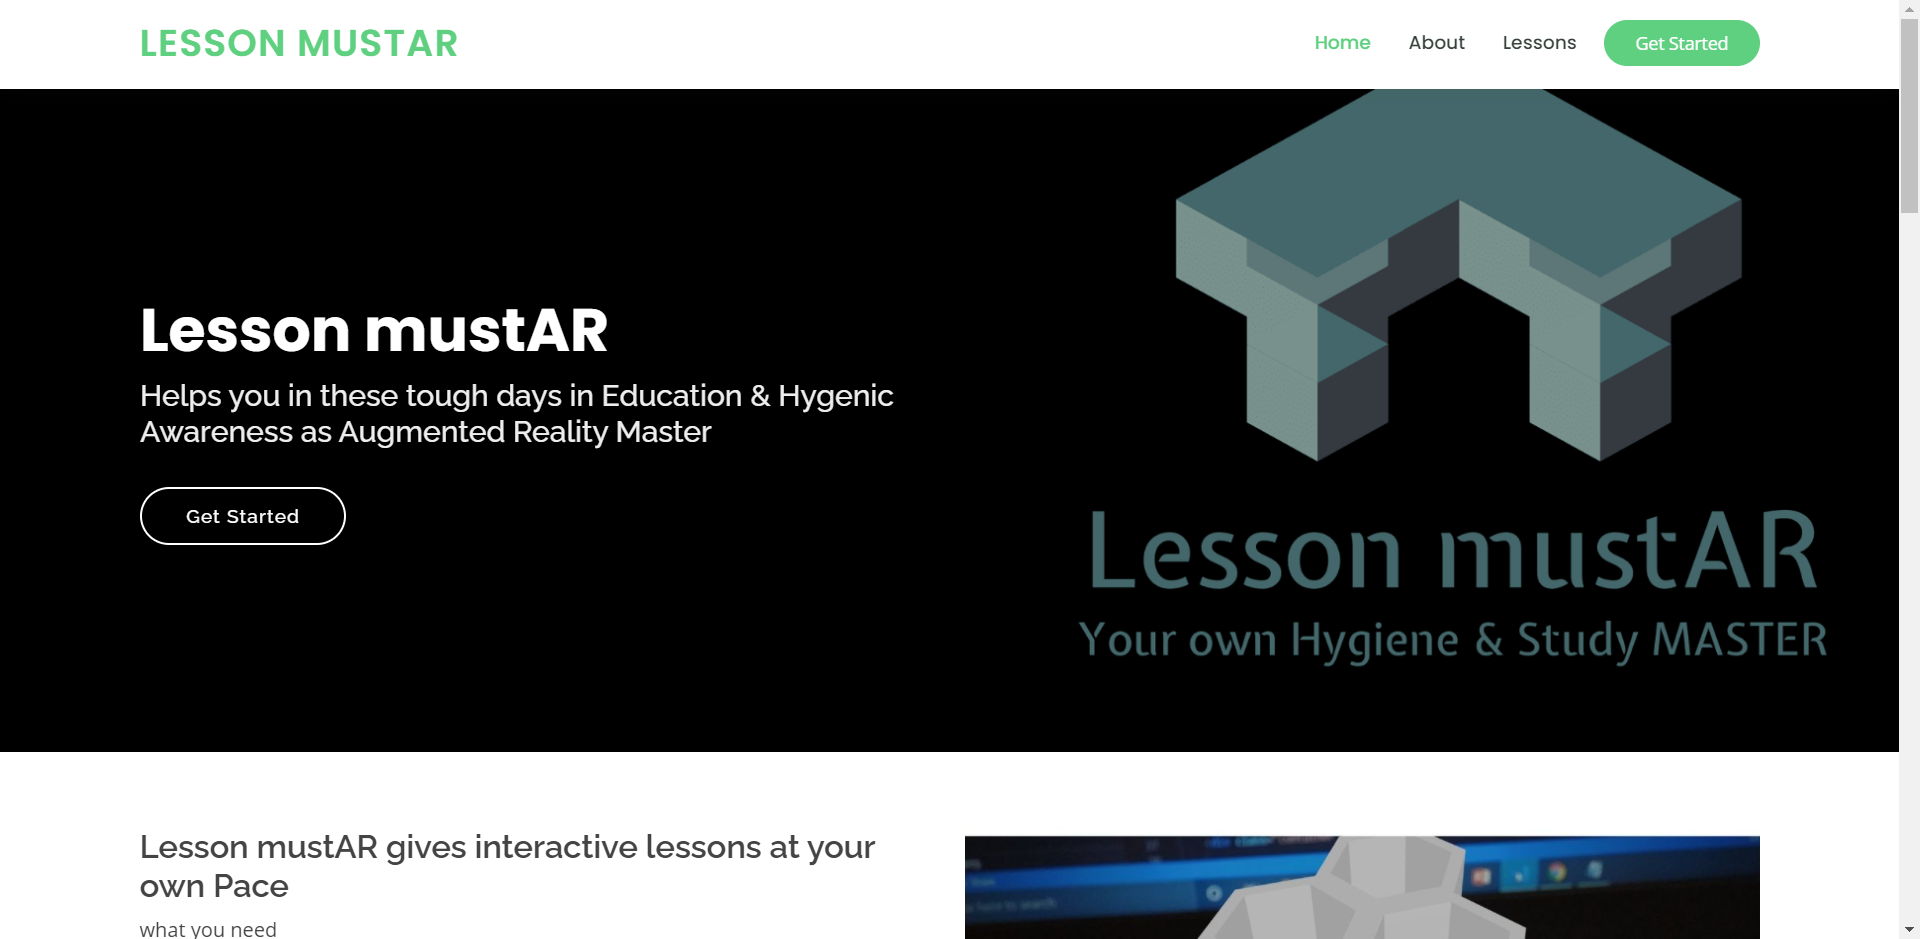 LESSON MUSTAR
Home
About
Lessons
Get Started
Lesson mustAR
Helps you in these tough days in Education & Hygenic
Awareness as Augmented Reality Master
Get Started
Lesson mustAR
Your own Hygiene & Study MASTER
Lesson mustAR gives interactive lessons at your
own Pace
what you need